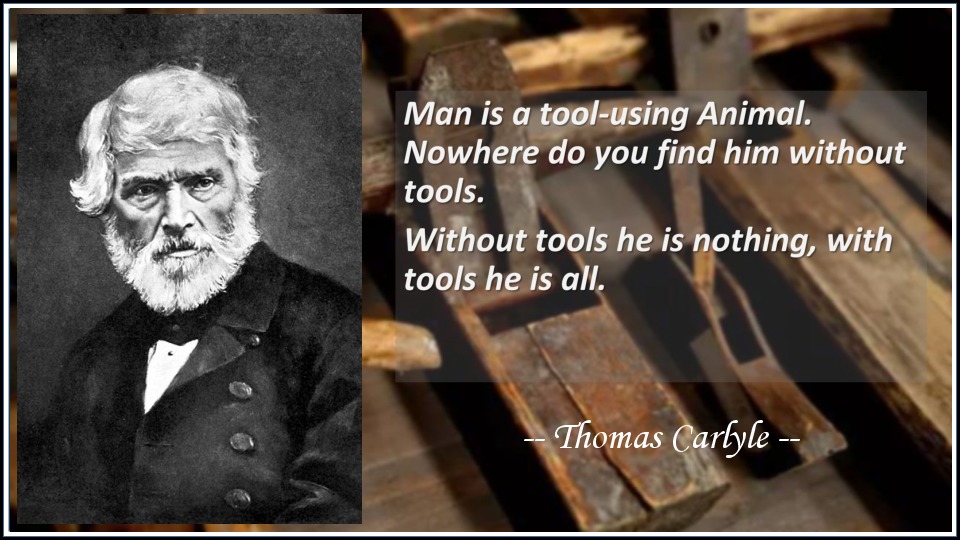 Man is a tool-using Animal.
Nowhere do you find him without
tools.
Without tools he is nothing, with
tools he is all.
-- Thomas Carlyle --